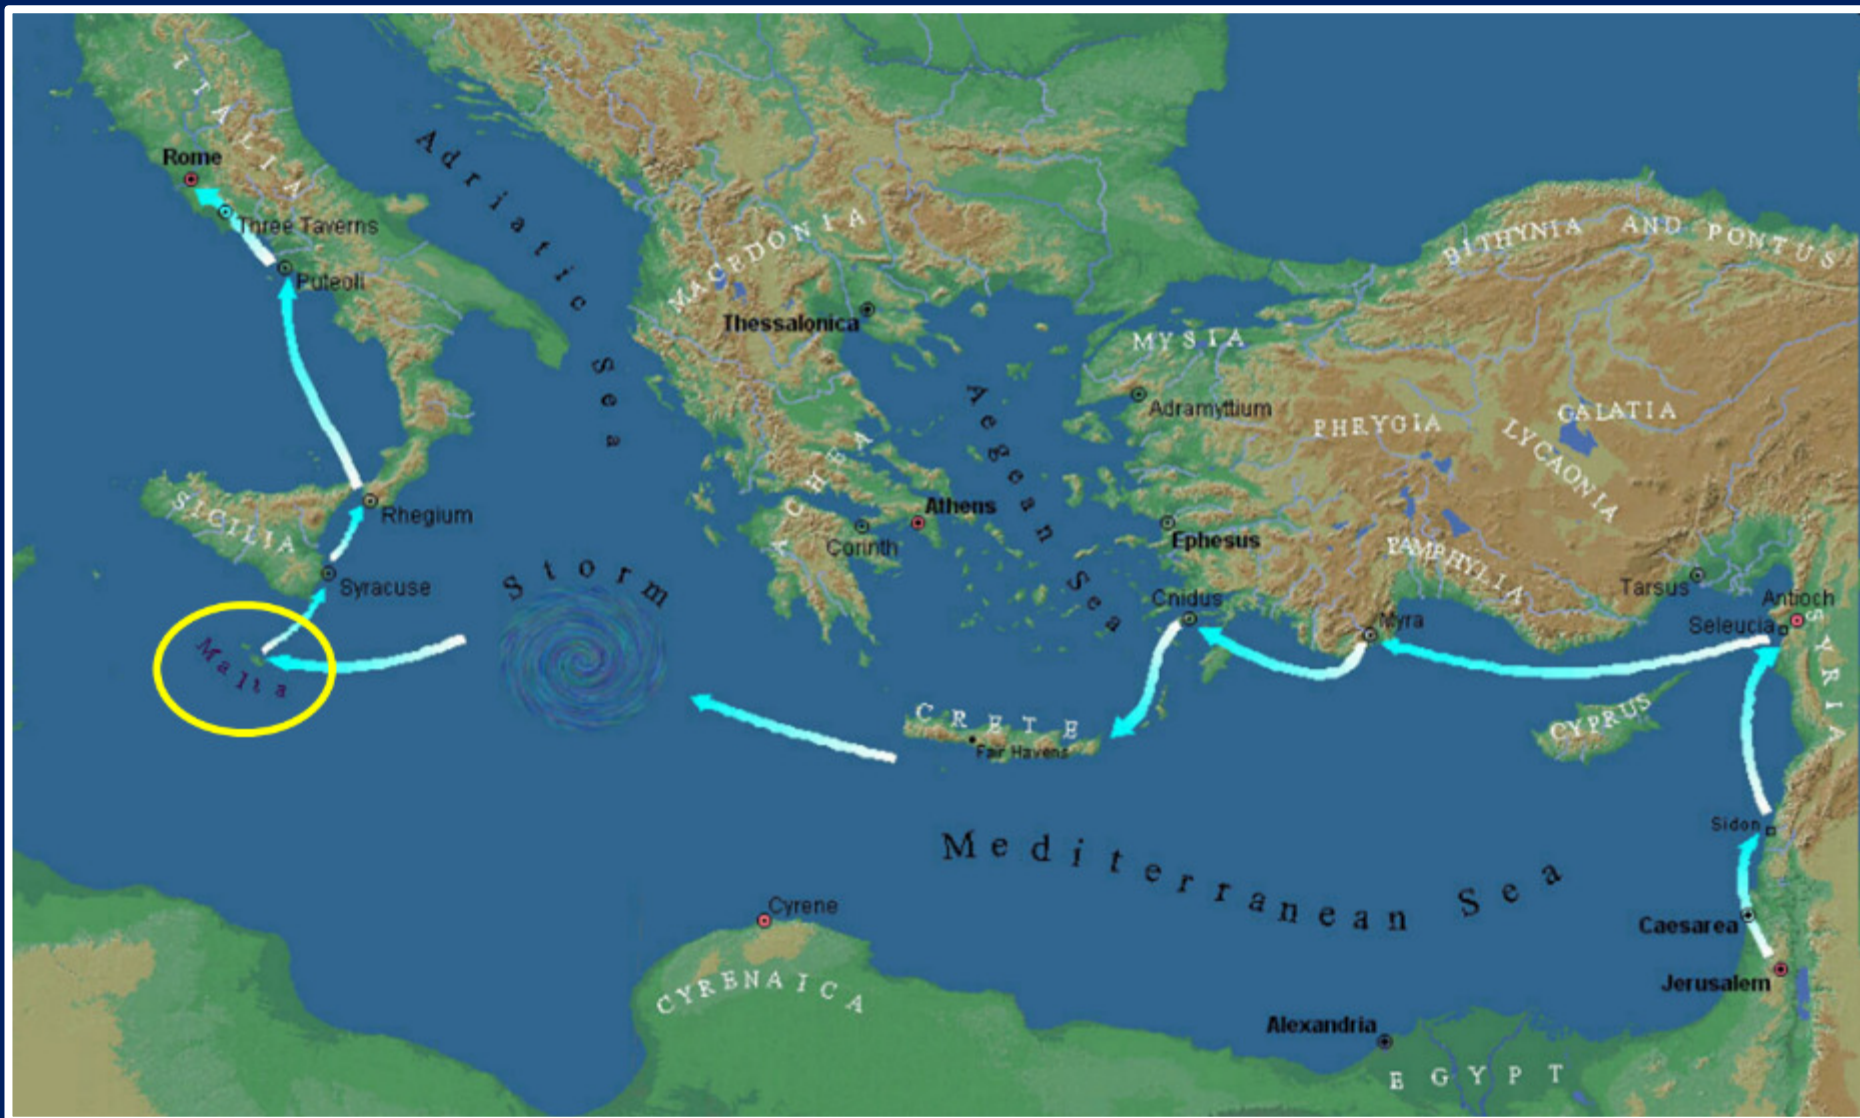 ITALIA
Rome
Three Taverns
Puteoli
Adriatic Sea
MACEDONIA
Thessalonica
BITHYNIA AND PONTUS
MYSIA
Adramyttium
Aegean Sea
PHRYGIA
GALATIA
LYCAONIA
ACHEA
Athens
Corinth
Ephesus
PAMPHYLIA
Rhegium
SICILIA
Syracuse
Storm
Malta
Cnidus
Myra
Tarsus
Antioch
Seleucia
SYRIA
CRETE
Fair Havens
CYPRUS
Sidon
Mediterranean Sea
Cyrene
CYRENAICA
Caesarea
Jerusalem
Alexandria
EGYPT